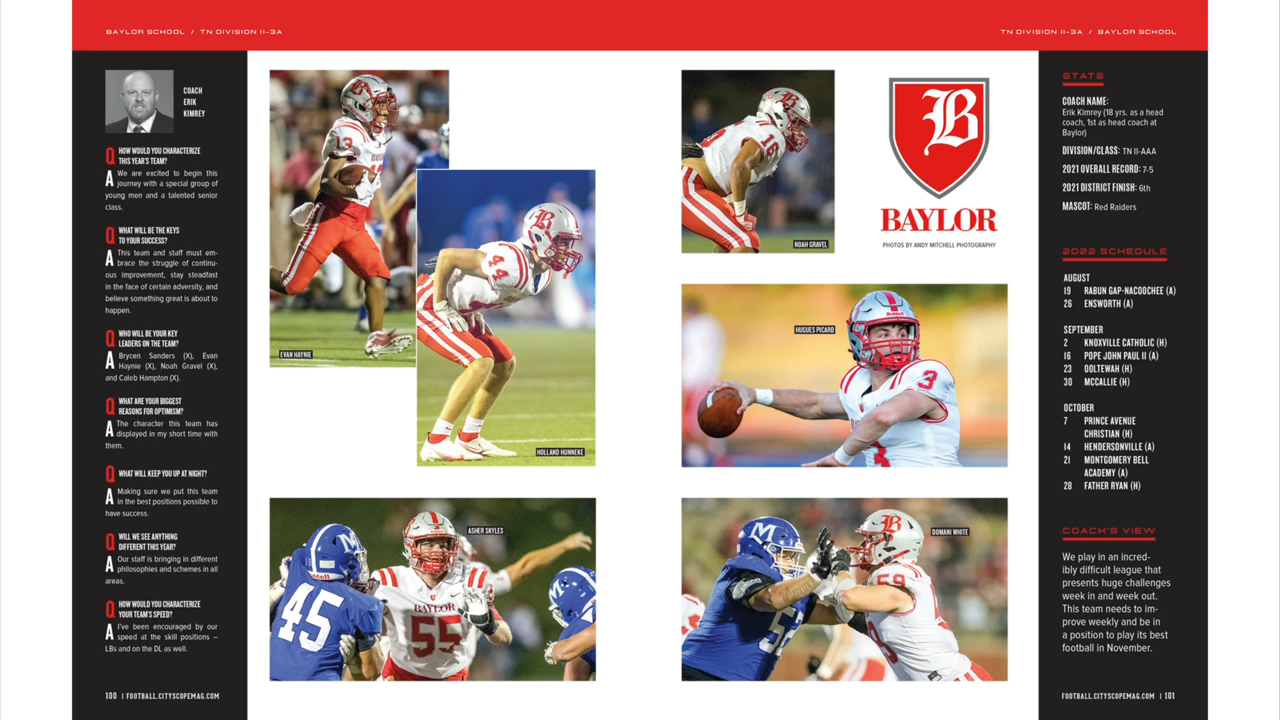 BAYLOR SCHOOL / TN DIVISION II-3A
TN DIVISION II-3A / BAYLOR SCHOOL
COACH
ERIK
KIMREY
Q HOW WOULD YOU CHARACTERIZE
THIS YEAR'S TEAM?
A We are excited to begin this
journey with a special group of
young men and a talented senior
class.
Q WHAT WILL BE THE KEYS
TO YOUR SUCCESS?
A This team and staff must em-
brace the struggle of continu-
ous improvement, stay steadfast
in the face of certain adversity, and
believe something great is about to
happen.
Q WHO WILL BE YOUR KEY
LEADERS ON THE TEAM?
A Brycen Sanders (X), Evan
Haynie (X), Noah Gravel (X),
and Caleb Hampton (X).
Q WHAT ARE YOUR BIGGEST
REASONS FOR OPTIMISM?
A The character this team has
displayed in my short time with
them.
Q WHAT WILL KEEP YOU UP AT NIGHT?
A Making sure we put this team
in the best positions possible to
have success.
Q WILL WE SEE ANYTHING
DIFFERENT THIS YEAR?
A Our staff is bringing in different
philosophies and schemes in all
areas.
Q HOW WOULD YOU CHARACTERIZE
YOUR TEAM'S SPEED?
A I've been encouraged by our
speed at the skill positions –
LBs and on the DL as well.
100 | FOOTBALL.CITYSCOPEMAG.COM
13
EVAN HAYNIE
B
44
HOLLAND HUNNEKE
M
Riddell
45
BAYLOR
55
ASHER SKYLES
B
16
NOAH GRAVEL
B
BAYLOR
PHOTOS BY ANDY MITCHELL PHOTOGRAPHY
HUGUES PICARD
Riddell
3
3
M
B
59
DOMANI WHITE
STATS
COACH NAME:
Erik Kimrey (18 yrs. as a head
coach, 1st as head coach at
Baylor)
DIVISION/CLASS: TN II-AAA
2021 OVERALL RECORD: 7-5
2021 DISTRICT FINISH: 6th
MASCOT: Red Raiders
2022 SCHEDULE
AUGUST
19 RABUN GAP-NACOOCHEE (A)
26 ENSWORTH (A)
SEPTEMBER
2 KNOXVILLE CATHOLIC (H)
16 POPE JOHN PAUL II (A)
23 OOLTEWAH (H)
30 MCCALLIE (H)
OCTOBER
7 PRINCE AVENUE
CHRISTIAN (H)
14 HENDERSONVILLE (A)
21 MONTGOMERY BELL
ACADEMY (A)
28 FATHER RYAN (H)
COACH'S VIEW
We play in an incred-
ibly difficult league that
presents huge challenges
week in and week out.
This team needs to im-
prove weekly and be in
a position to play its best
football in November.
FOOTBALL.CITYSCOPEMAG.COM | 101